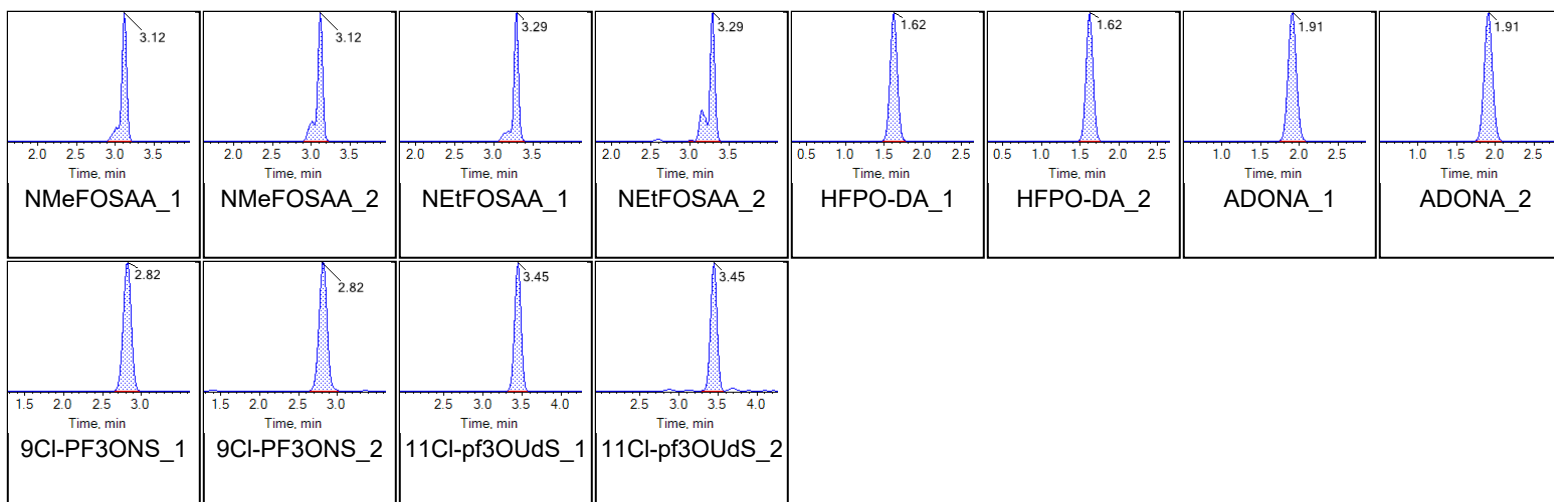 3.12 3.12 3.29 3.29 1.62 1.62 1.91 1.91
2.0 2.5 3.0 3.5 2.0 2.5 3.0 3.5 2.0 2.5 3.0 3.5 2.0 2.5 3.0 3.5 0.5 1.0 1.5 2.0 2.5 0.5 1.0 1.5 2.0 2.5 1.0 1.5 2.0 2.5 1.0 1.5 2.0 2.5
Time, min Time, min Time, min Time, min Time, min Time, min Time, min Time, min
NMeFOSAA_1 NMeFOSAA_2 NEtFOSAA_1 NEtFOSAA_2 HFPO-DA_1 HFPO-DA_2 ADONA_1 ADONA_2
2.82 2.82 3.45 3.45
1.5 2.0 2.5 3.0 1.5 2.0 2.5 3.0 2.5 3.0 3.5 4.0 2.5 3.0 3.5 4.0
Time, min Time, min Time, min Time, min
9Cl-PF3ONS_1 9Cl-PF3ONS_2 11Cl-pf3OUdS_1 11Cl-pf3OUdS_2